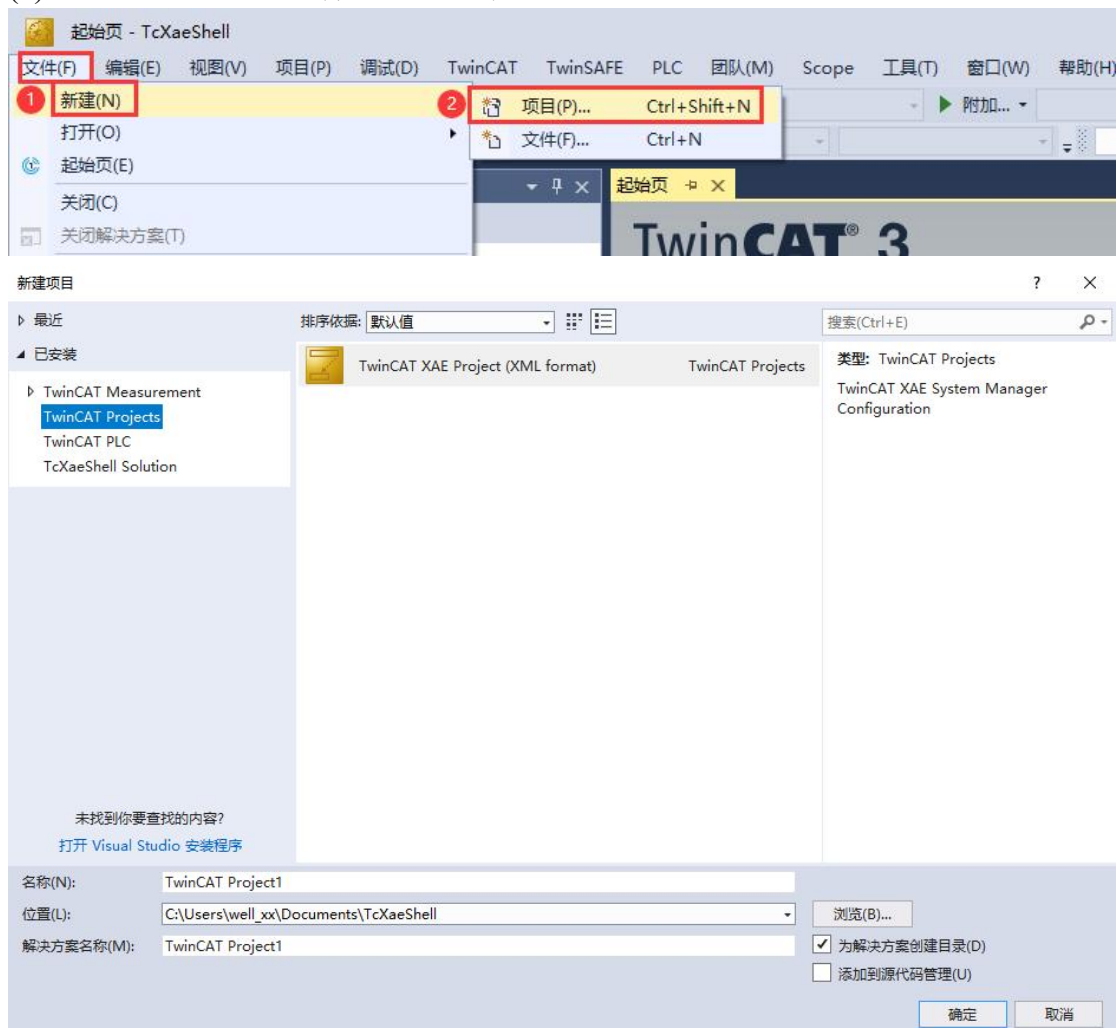 起始页 - TcXaeShell
文件(F) 编辑(E) 视图(V) 项目(P) 调试(D) TwinCAT TwinSAFE PLC 团队(M) Scope 工具(T) 窗口(W) 帮助(H)
1 新建(N) 2 项目(P)... Ctrl+Shift+N 附加...
打开(O) 文件(F)... Ctrl+N
起始页(E)
起始页
关闭(C)
关闭解决方案(T)
TwinCAT® 3
新建项目 ? ×
最近 排序依据: 默认值 搜索(Ctrl+E)
已安装 TwinCAT XAE Project (XML format) TwinCAT Projects 类型: TwinCAT Projects
TwinCAT Measurement TwinCAT XAE System Manager
TwinCAT Projects Configuration
TwinCAT PLC
TcXaeShell Solution
未找到你要查找的内容?
打开 Visual Studio 安装程序
名称(N): TwinCAT Project1
位置(L): C:\Users\well_xx\Documents\TcXaeShell 浏览(B)...
解决方案名称(M): TwinCAT Project1 为解决方案创建目录(D)
添加到源代码管理(U)
确定 取消